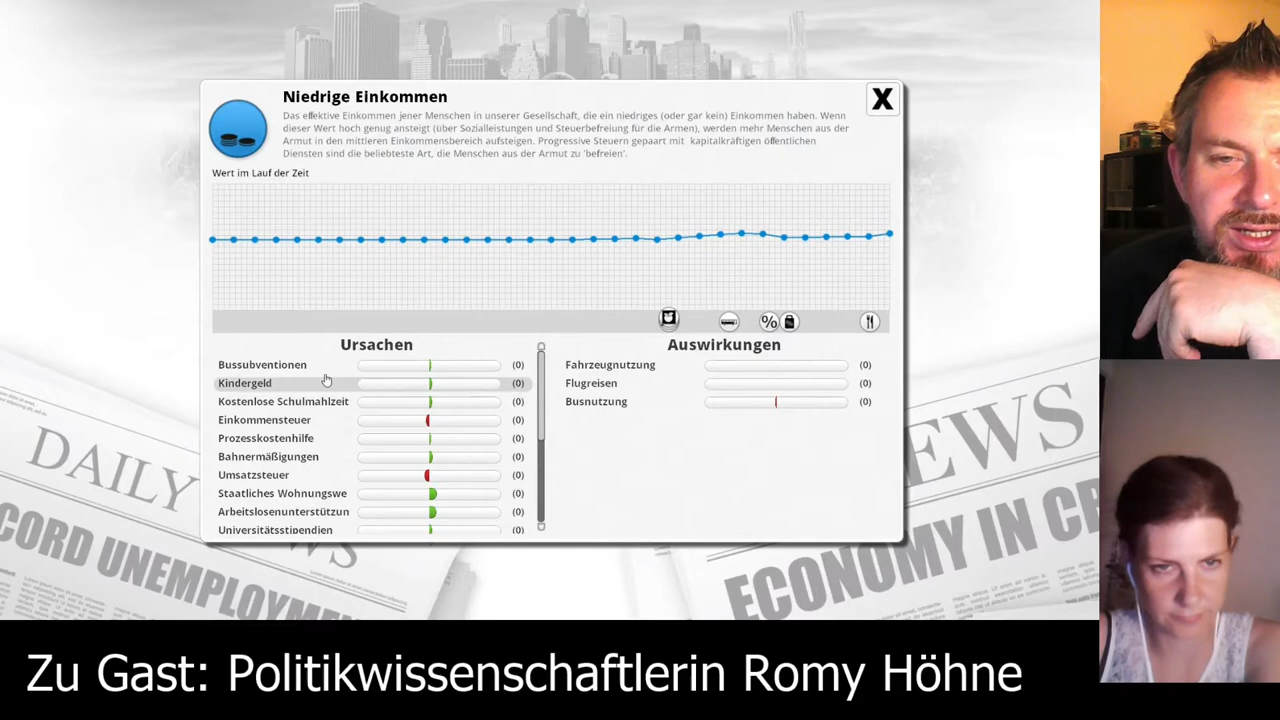 Niedrige Einkommen
X
Das effektive Einkommen jener Menschen in unserer Gesellschaft, die ein niedriges (oder gar kein) Einkommen haben. Wenn
dieser Wert hoch genug ansteigt (über Sozialleistungen und Steuerbefreiung für die Armen), werden mehr Menschen aus der
Armut in den mittleren Einkommensbereich aufsteigen. Progressive Steuern gepaart mit kapitalkräftigen öffentlichen
Diensten sind die beliebteste Art, die Menschen aus der Armut zu 'befreien'.
Wert im Lauf der Zeit
%
Ursachen
Bussubventionen (0)
Kindergeld (0)
Kostenlose Schulmahlzeit (0)
Einkommensteuer (0)
Prozesskostenhilfe (0)
Bahnermäßigungen (0)
Umsatzsteuer (0)
Staatliches Wohnungswe (0)
Arbeitslosenunterstützun (0)
Universitätsstipendien (0)
Auswirkungen
Fahrzeugnutzung (0)
Flugreisen (0)
Busnutzung (0)
DAILY
NEWS
CORD UNEMPLOYME
EWS
ECONOMY IN CR
Zu Gast: Politikwissenschaftlerin Romy Höhne